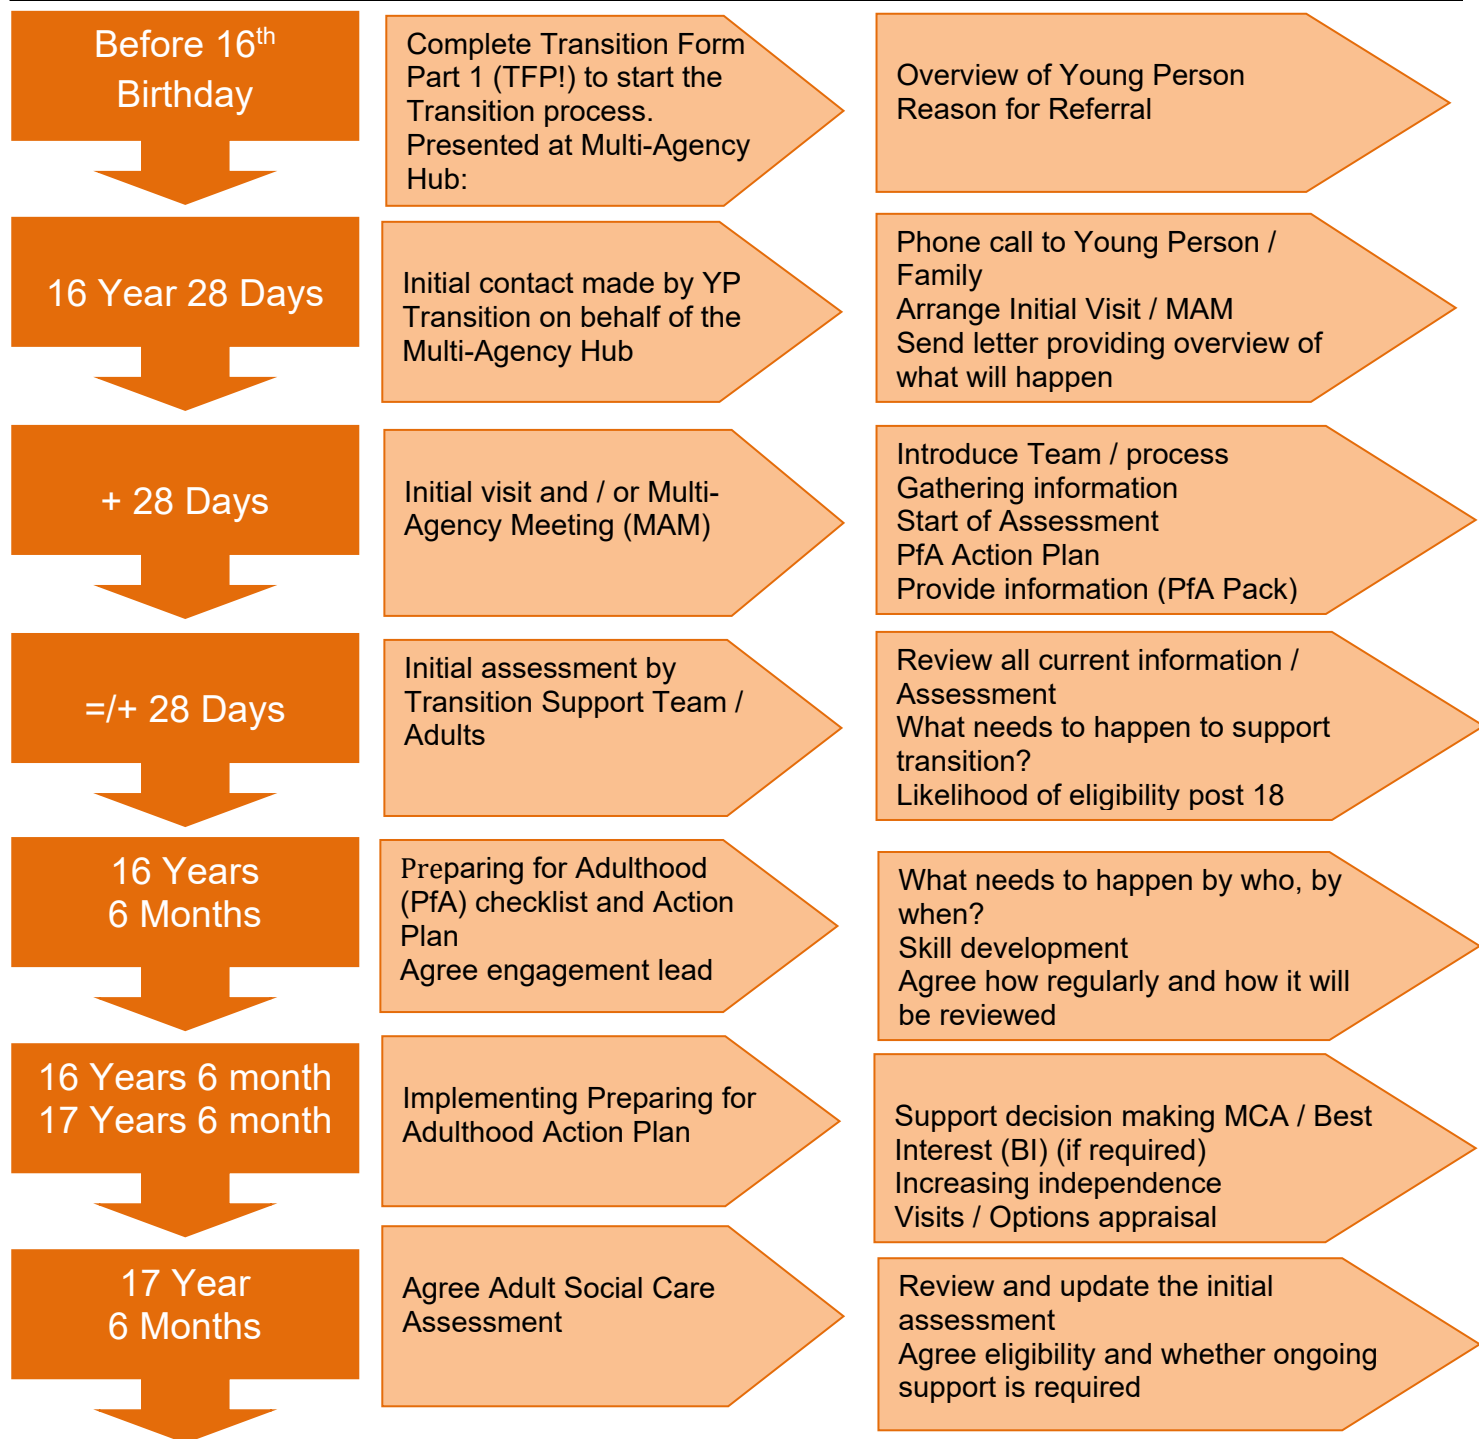 Before 16th
Birthday
Complete Transition Form
Part 1 (TFP!) to start the
Transition process.
Presented at Multi-Agency
Hub:
Overview of Young Person
Reason for Referral
16 Year 28 Days
Initial contact made by YP
Transition on behalf of the
Multi-Agency Hub
Phone call to Young Person /
Family
Arrange Initial Visit / MAM
Send letter providing overview of
what will happen
+ 28 Days
Initial visit and / or Multi-
Agency Meeting (MAM)
Introduce Team / process
Gathering information
Start of Assessment
PfA Action Plan
Provide information (PfA Pack)
=/+ 28 Days
Initial assessment by
Transition Support Team /
Adults
Review all current information /
Assessment
What needs to happen to support
transition?
Likelihood of eligibility post 18
16 Years
6 Months
Preparing for Adulthood
(PfA) checklist and Action
Plan
Agree engagement lead
What needs to happen by who, by
when?
Skill development
Agree how regularly and how it will
be reviewed
16 Years 6 month
17 Years 6 month
Implementing Preparing for
Adulthood Action Plan
Support decision making MCA / Best
Interest (BI) (if required)
Increasing independence
Visits / Options appraisal
17 Year
6 Months
Agree Adult Social Care
Assessment
Review and update the initial
assessment
Agree eligibility and whether ongoing
support is required